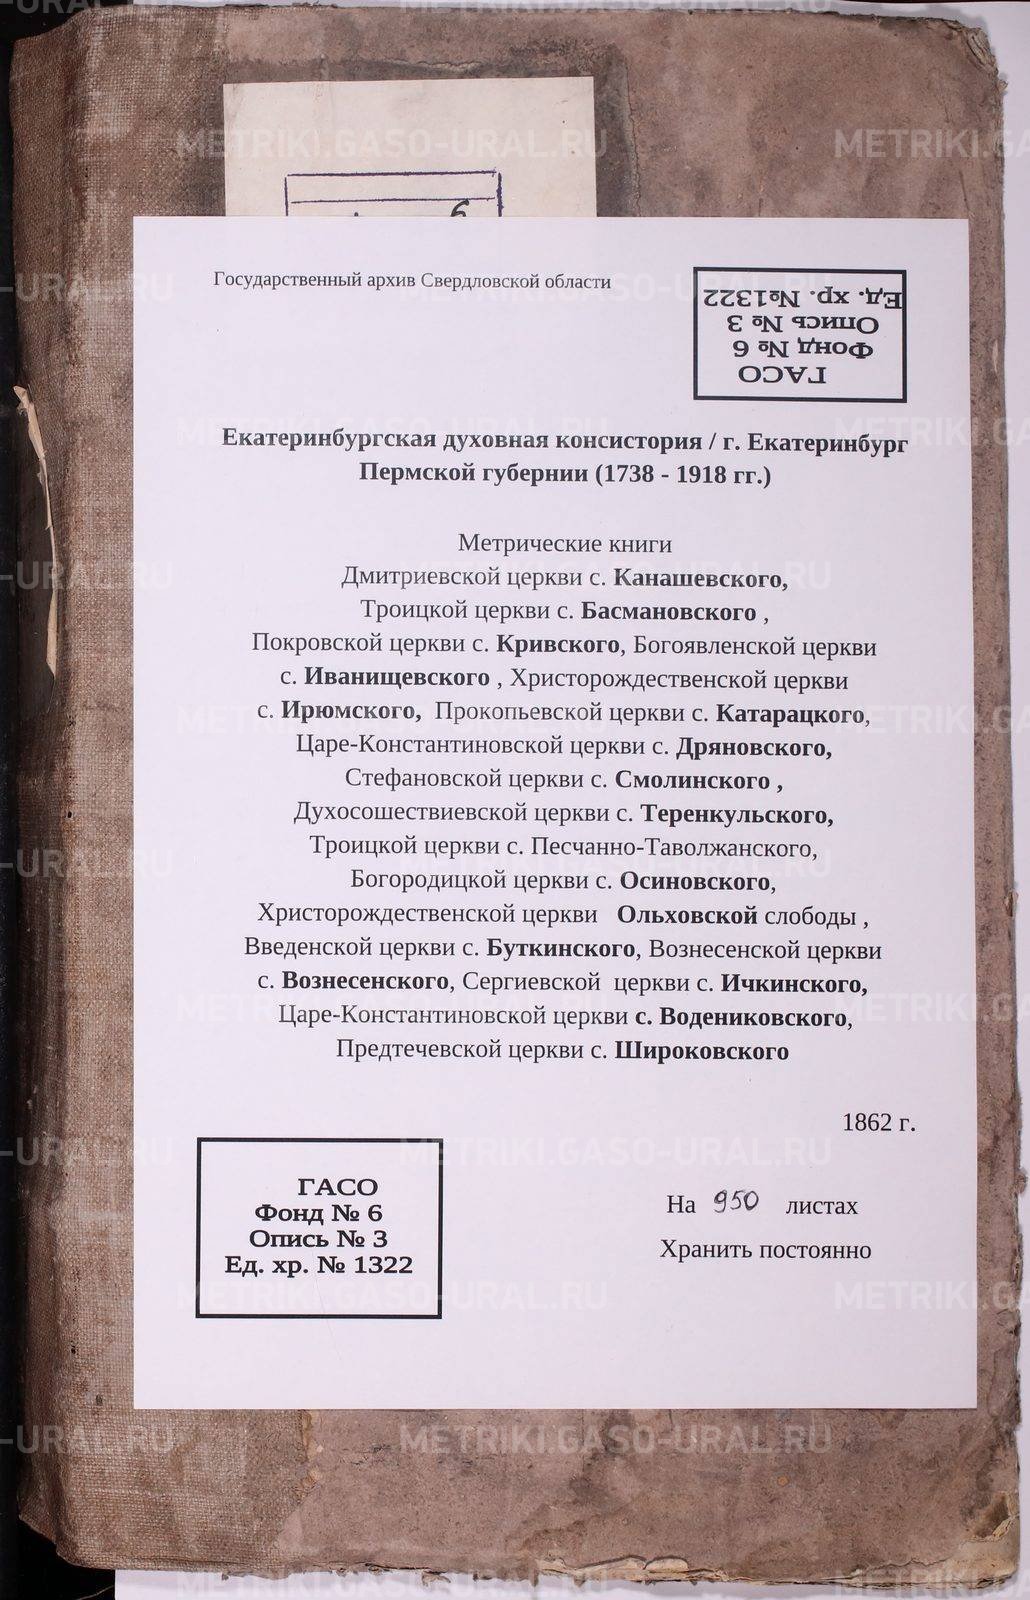 Государственный архив Свердловской области
ГАСО
Фонд № 6
Опись № 3
Ед. хр. №1322
Екатеринбургская духовная консистория / г. Екатеринбург
Пермской губернии (1738 - 1918 гг.)
Метрические книги
Дмитриевской церкви с. Канашевского,
Троицкой церкви с. Басмановского ,
Покровской церкви с. Кривского, Богоявленской церкви
с. Иванищевского , Христорождественской церкви
с. Ирюмского, Прокопьевской церкви с. Катарацкого,
Царе-Константиновской церкви с. Дряновского,
Стефановской церкви с. Смолинского ,
Духосошествиевской церкви с. Теренкульского,
Троицкой церкви с. Песчанно-Таволжанского,
Богородицкой церкви с. Осиновского,
Христорождественской церкви Ольховской слободы ,
Введенской церкви с. Буткинского, Вознесенской церкви
с. Вознесенского, Сергиевской церкви с. Ичкинского,
Царе-Константиновской церкви с. Водениковского,
Предтечевской церкви с. Широковского
1862 г.
ГАСО
Фонд № 6
Опись № 3
Ед. хр. № 1322
На 950 листах
Хранить постоянно
METRIKI.GASO-URAL.RU